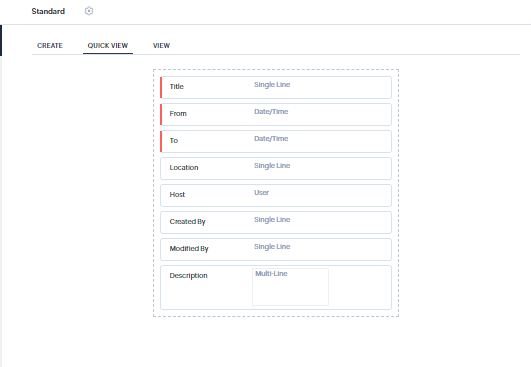 Standard
CREATE QUICK VIEW VIEW
Title Single Line
From Date/Time
To Date/Time
Location Single Line
Host User
Created By Single Line
Modified By Single Line
Description Multi-Line